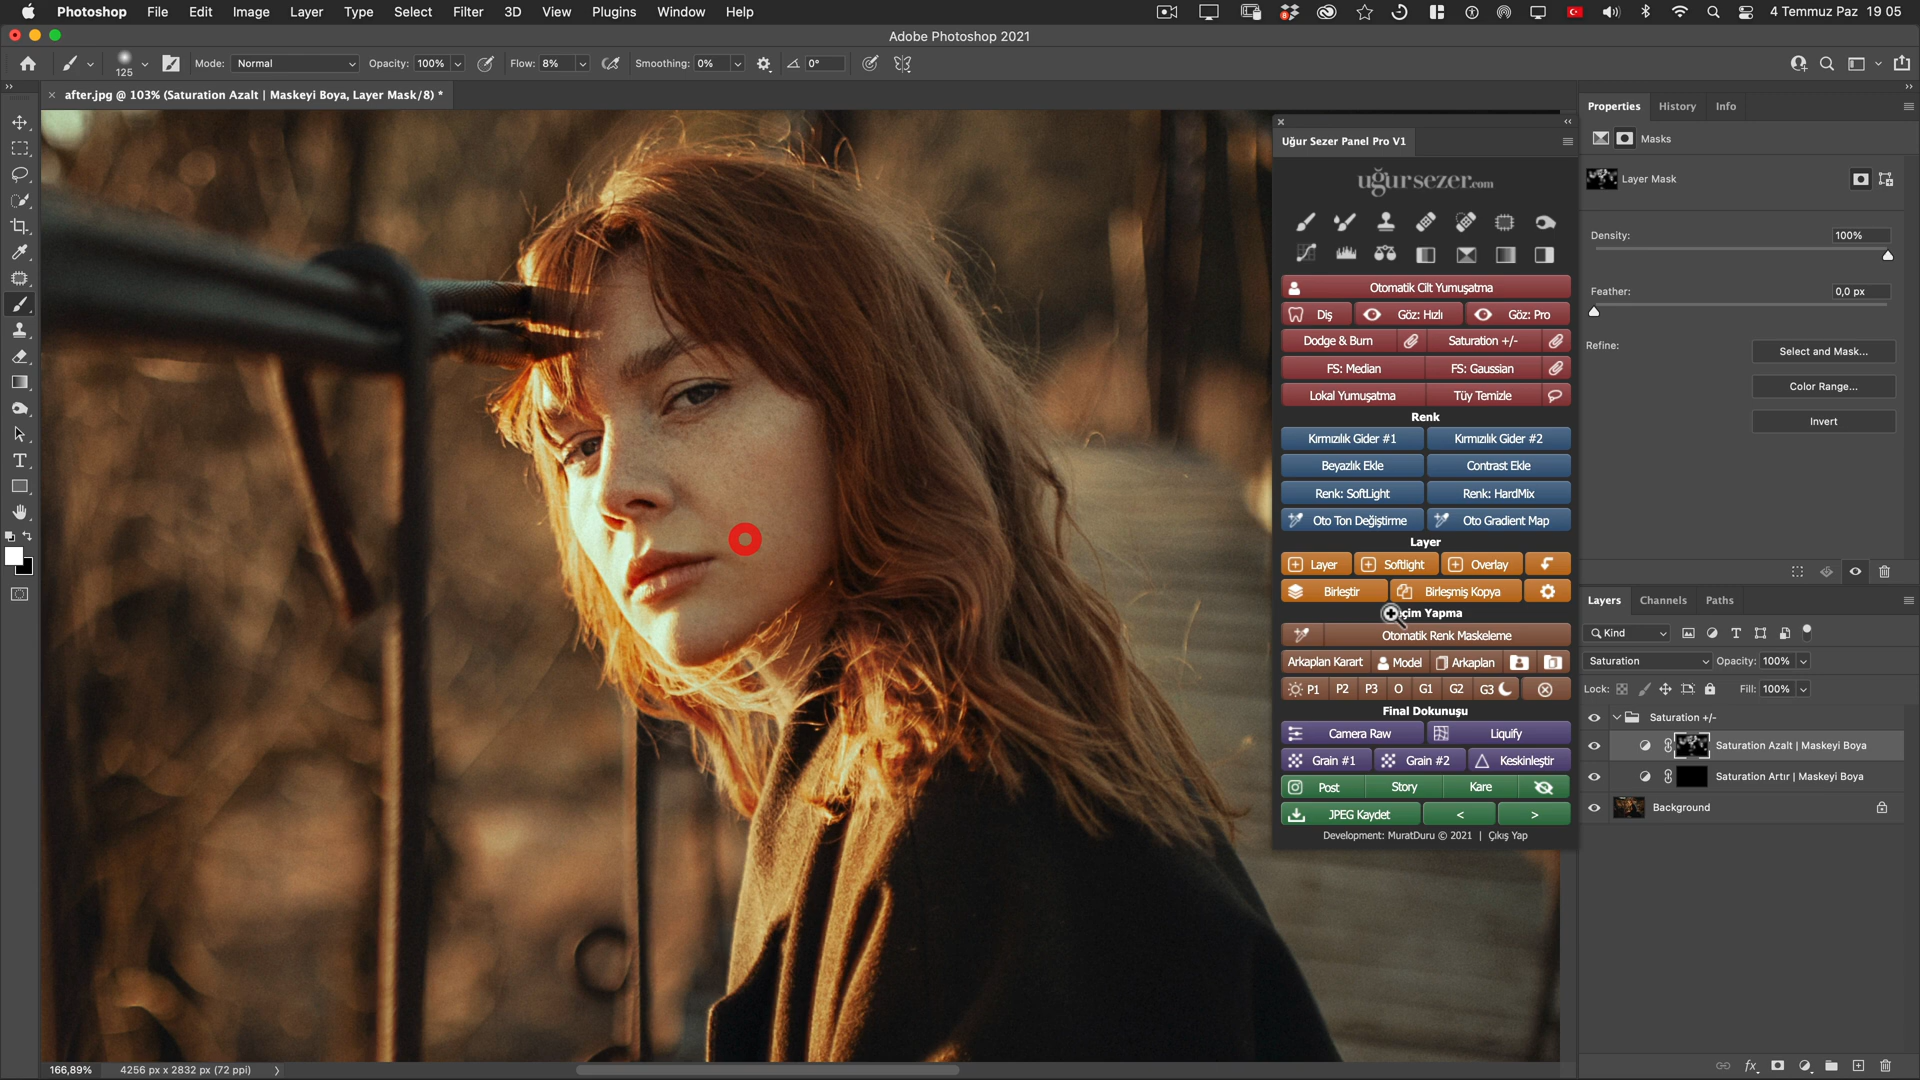 Photoshop File Edit Image Layer Type Select Filter 3D View Plugins Window Help 4 Temmuz Paz 19 05
Adobe Photoshop 2021
125 Mode: Normal Opacity: 100% Flow: 8% Smoothing: 0% 0°
after.jpg @ 103% (Saturation Azalt | Maskeyi Boya, Layer Mask/8) *
Uğur Sezer Panel Pro V1
uğursezer.com
Otomatik Cilt Yumuşatma
Diş Göz: Hızlı Göz: Pro
Dodge & Burn Saturation +/-
FS: Median FS: Gaussian
Lokal Yumuşatma Tüy Temizle
Renk
Kırmızılık Gider #1 Kırmızılık Gider #2
Beyazlık Ekle Contrast Ekle
Renk: SoftLight Renk: HardMix
Oto Ton Değiştirme Oto Gradient Map
Layer
Layer Softlight Overlay
Birleştir Birleşmiş Kopya
Yapma
Otomatik Renk Maskeleme
Arkaplan Karart Model Arkaplan
P1 P2 P3 O G1 G2 G3
Final Dokunuşu
Camera Raw Liquify
Grain #1 Grain #2 Keskinleştir
Post Story Kare
JPEG Kaydet < >
Development: MuratDuru © 2021 | Çıkış Yap
Properties History Info
Masks
Layer Mask
Density: 100%
Feather: 0,0 px
Refine: Select and Mask...
Color Range...
Invert
Layers Channels Paths
Kind
Saturation Opacity: 100%
Lock: Fill: 100%
Saturation +/-
Saturation Azalt | Maskeyi Boya
Saturation Artır | Maskeyi Boya
Background
fx
166,89% 4256 px x 2832 px (72 ppi)